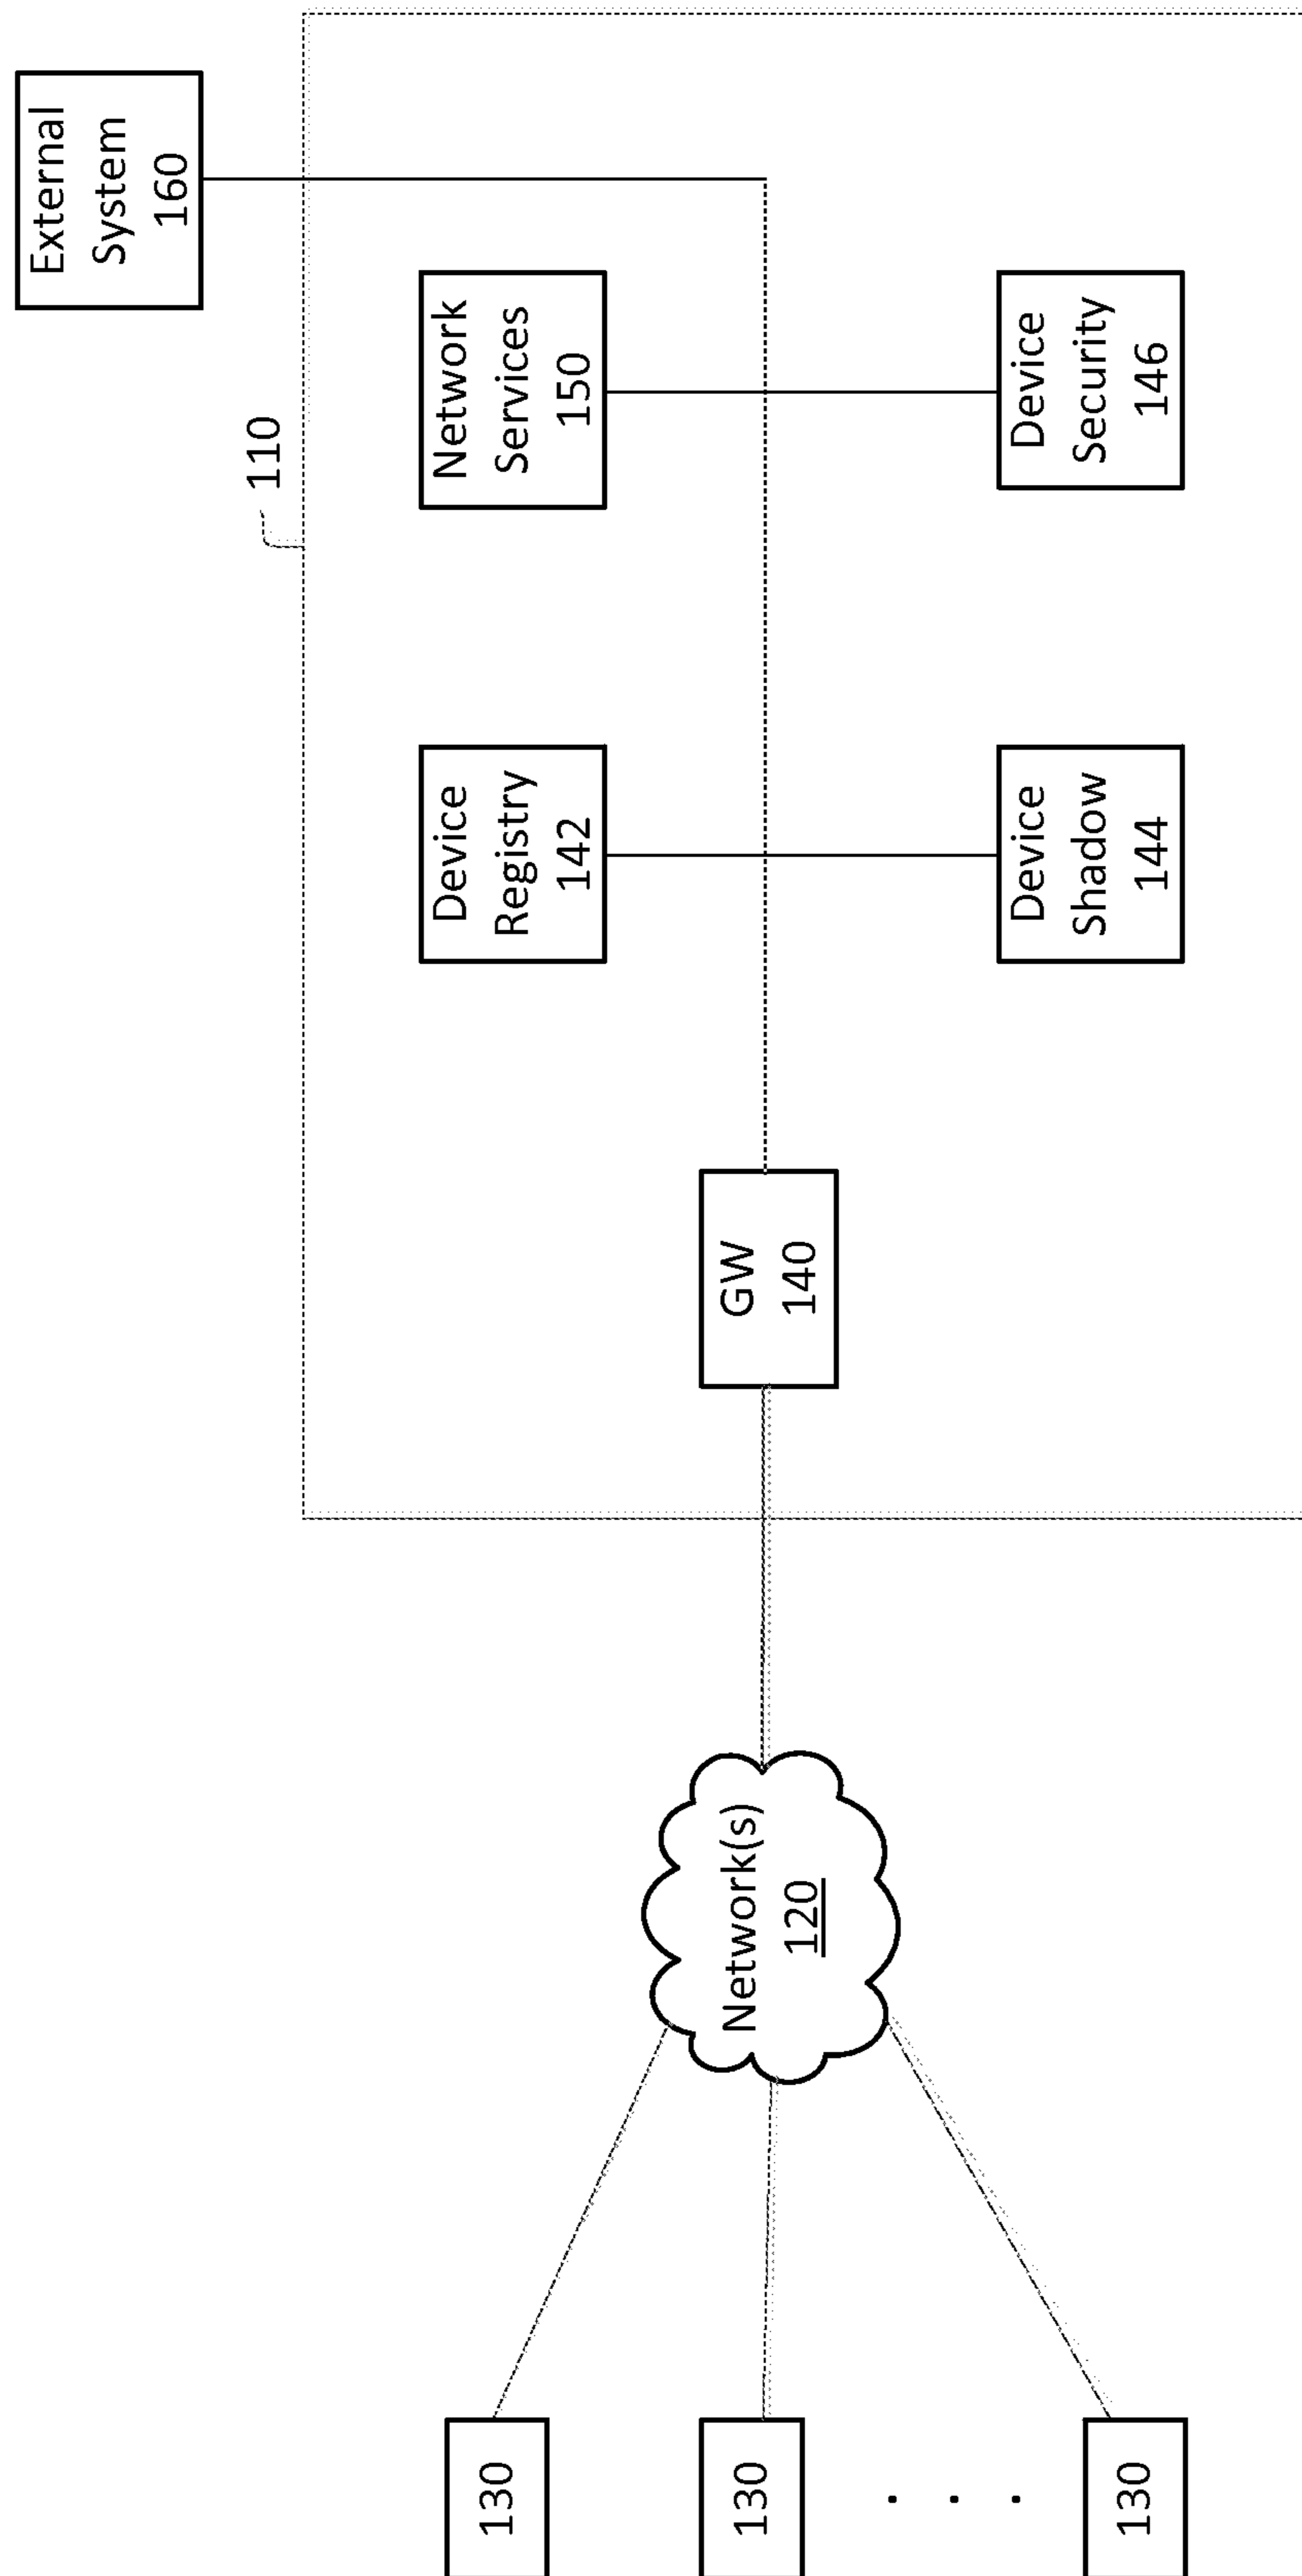 External
System
160
110
Network
Services
150
Device
Registry
142
Device
Security
146
Device
Shadow
144
GW
140
Network(s)
120
130
130
. . .
130